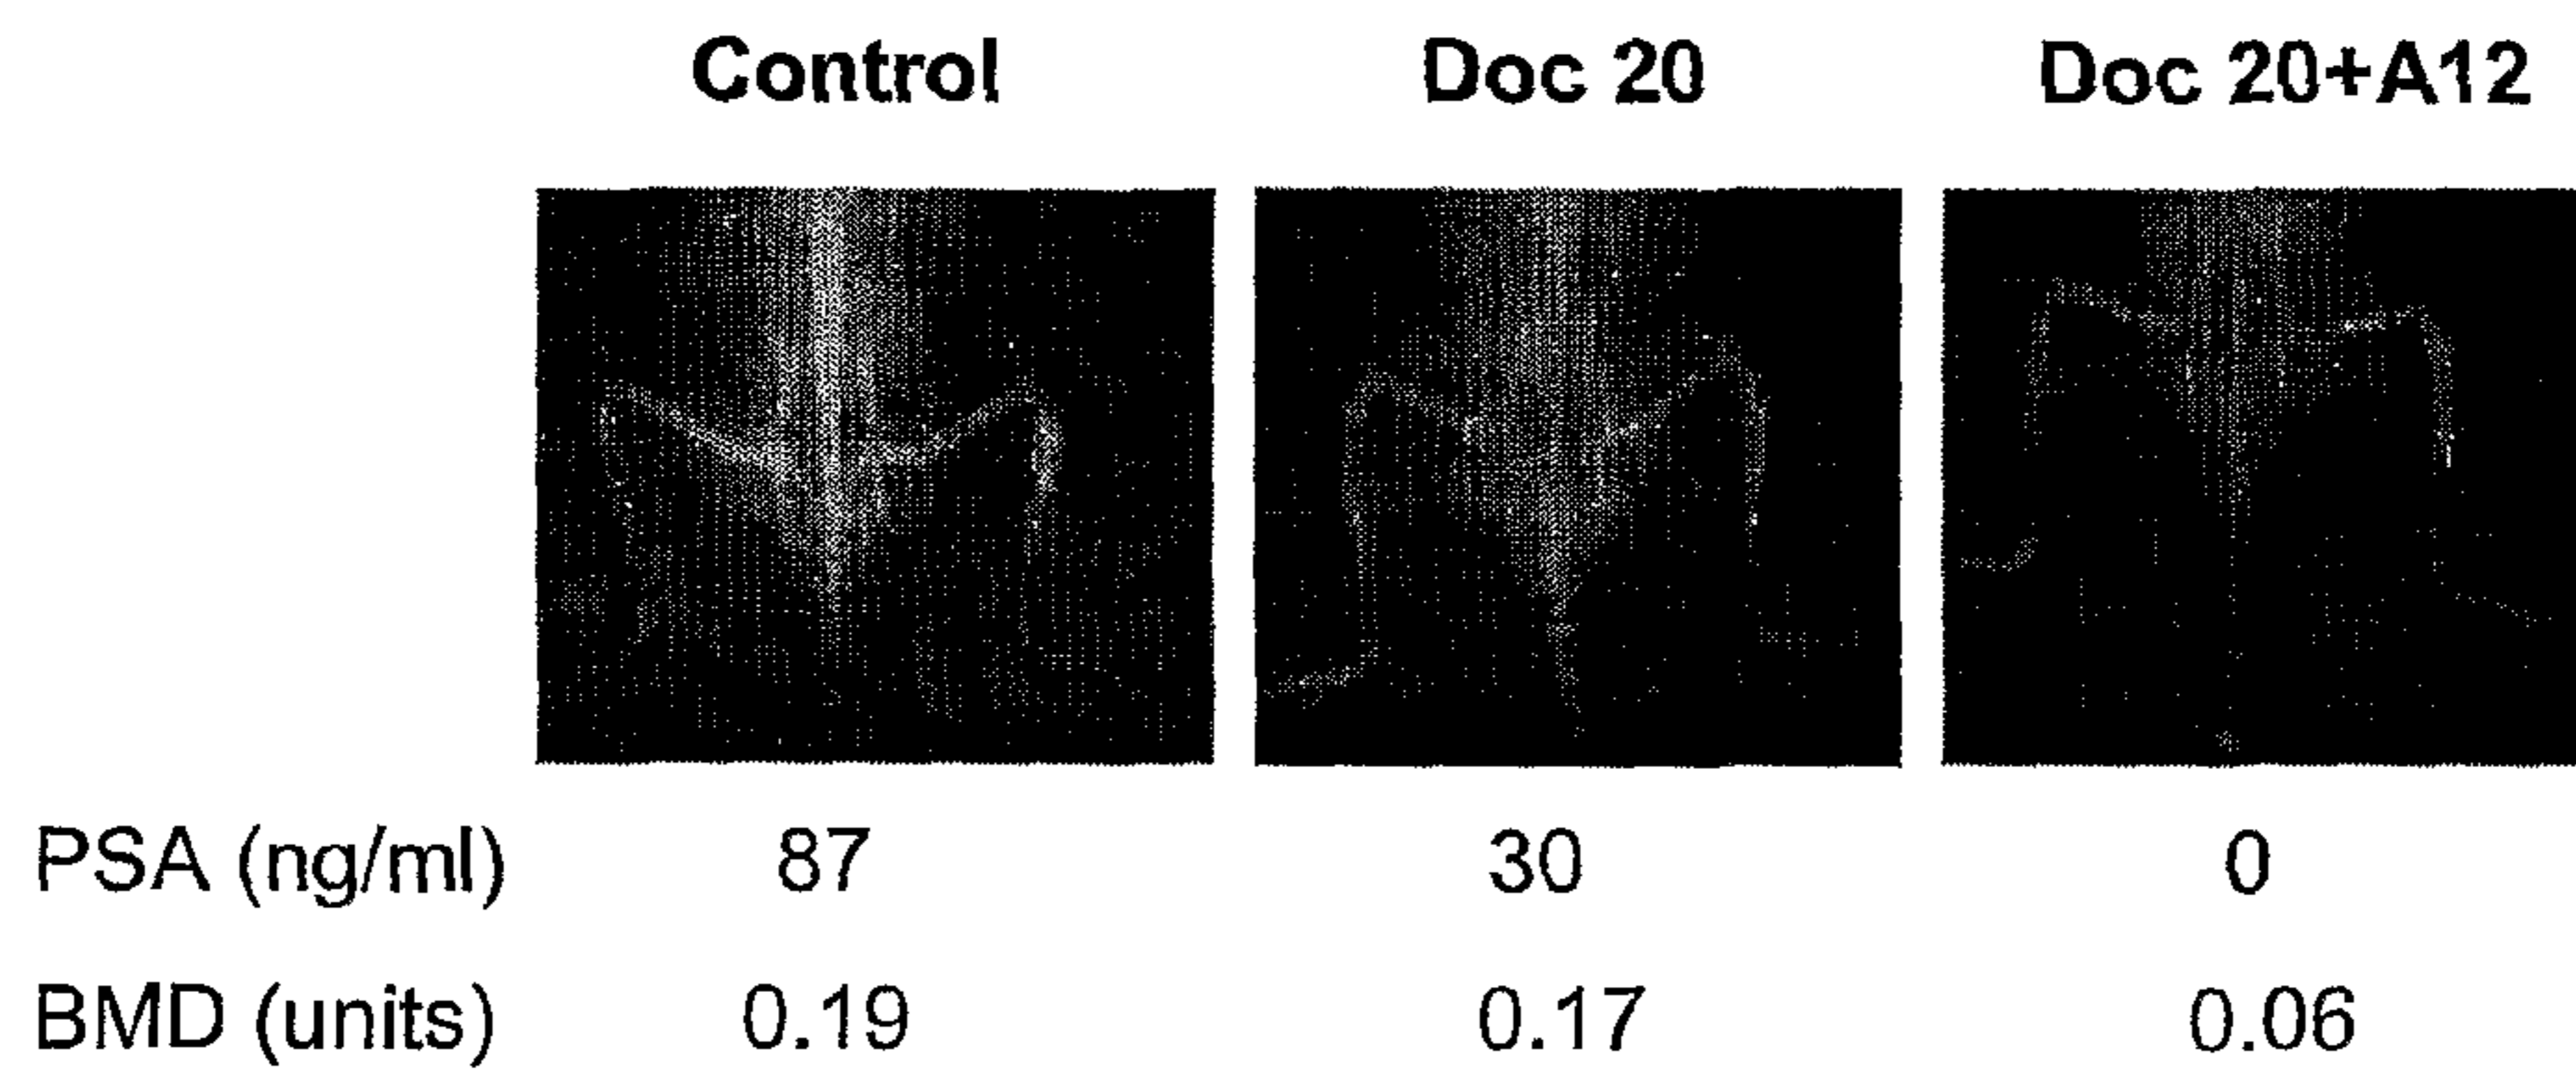 Control Doc 20 Doc 20+A12
PSA (ng/ml) 87 30 0
BMD (units) 0.19 0.17 0.06